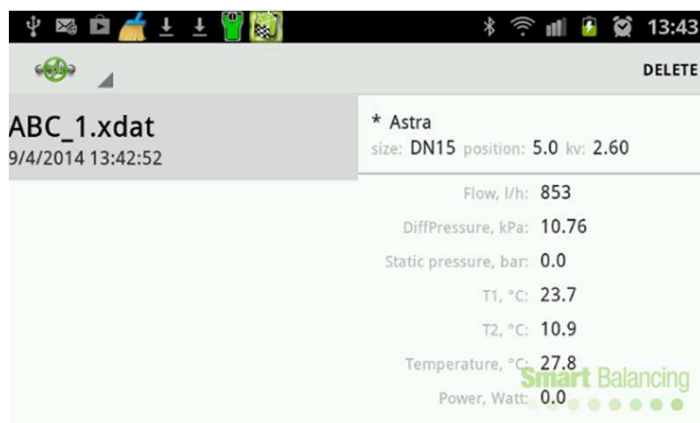 13:43
DELETE
ABC_1.xdat
9/4/2014 13:42:52
* Astra
size: DN15 position: 5.0 kv: 2.60
Flow, l/h: 853
DiffPressure, kPa: 10.76
Static pressure, bar: 0.0
T1, °C: 23.7
T2, °C: 10.9
Temperature, °C: 27.8
Smart Balancing
Power, Watt: 0.0